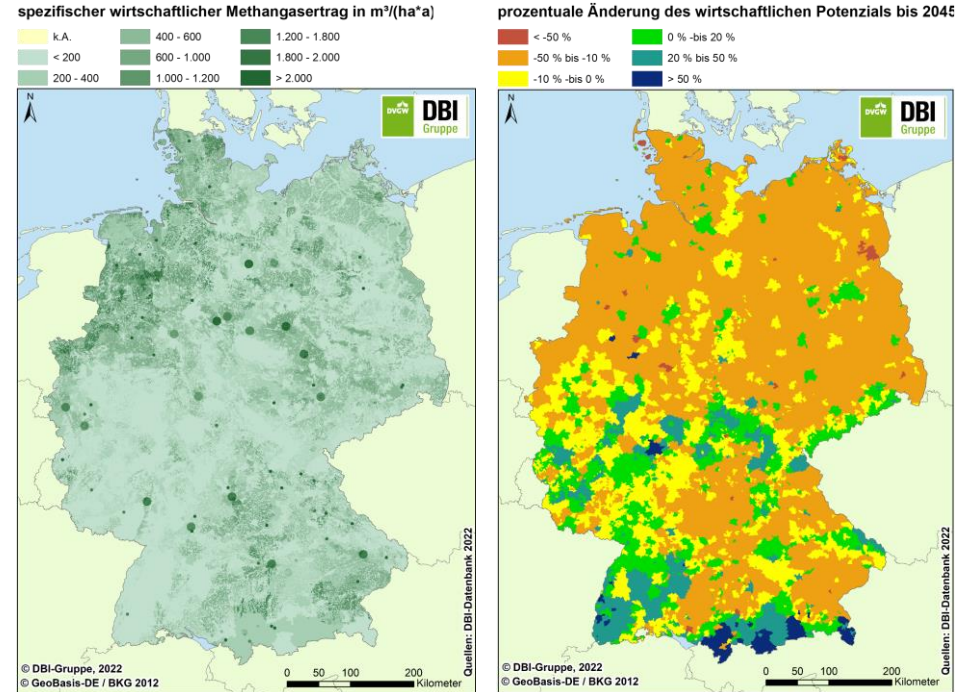 spezifischer wirtschaftlicher Methangasertrag in m³/(ha*a)
k.A.
400 - 600
1.200 - 1.800
< 200
600 - 1.000
1.800 - 2.000
200 - 400
1.000 - 1.200
> 2.000
N
DVGW
DBI
Gruppe
Quellen: DBI-Datenbank 2022
© DBI-Gruppe, 2022
© GeoBasis-DE / BKG 2012
0 50 100 200
Kilometer
prozentuale Änderung des wirtschaftlichen Potenzials bis 2045
< -50 %
0 % -bis 20 %
-50 % bis -10 %
20 % bis 50 %
-10 % -bis 0 %
> 50 %
N
DVGW
DBI
Gruppe
Quellen: DBI-Datenbank 2022
© DBI-Gruppe, 2022
© GeoBasis-DE / BKG 2012
0 50 100 200
Kilometer